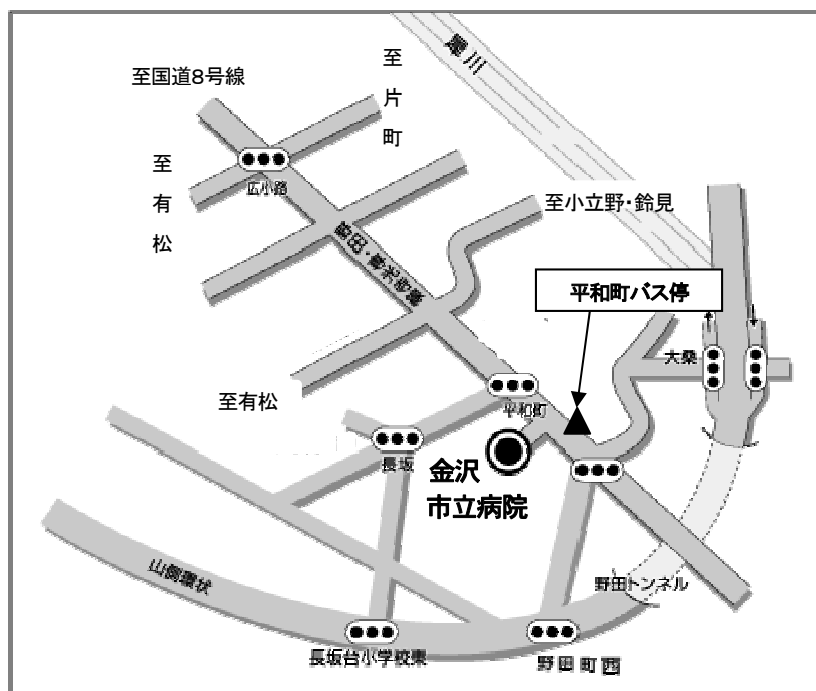 犀川
至国道8号線
至片町
広小路
至有松
至小立野・鈴見
平和町バス停
大桑
至有松
平和町
長坂
金沢
市立病院
山側環状
野田トンネル
長坂台小学校東
野田町西